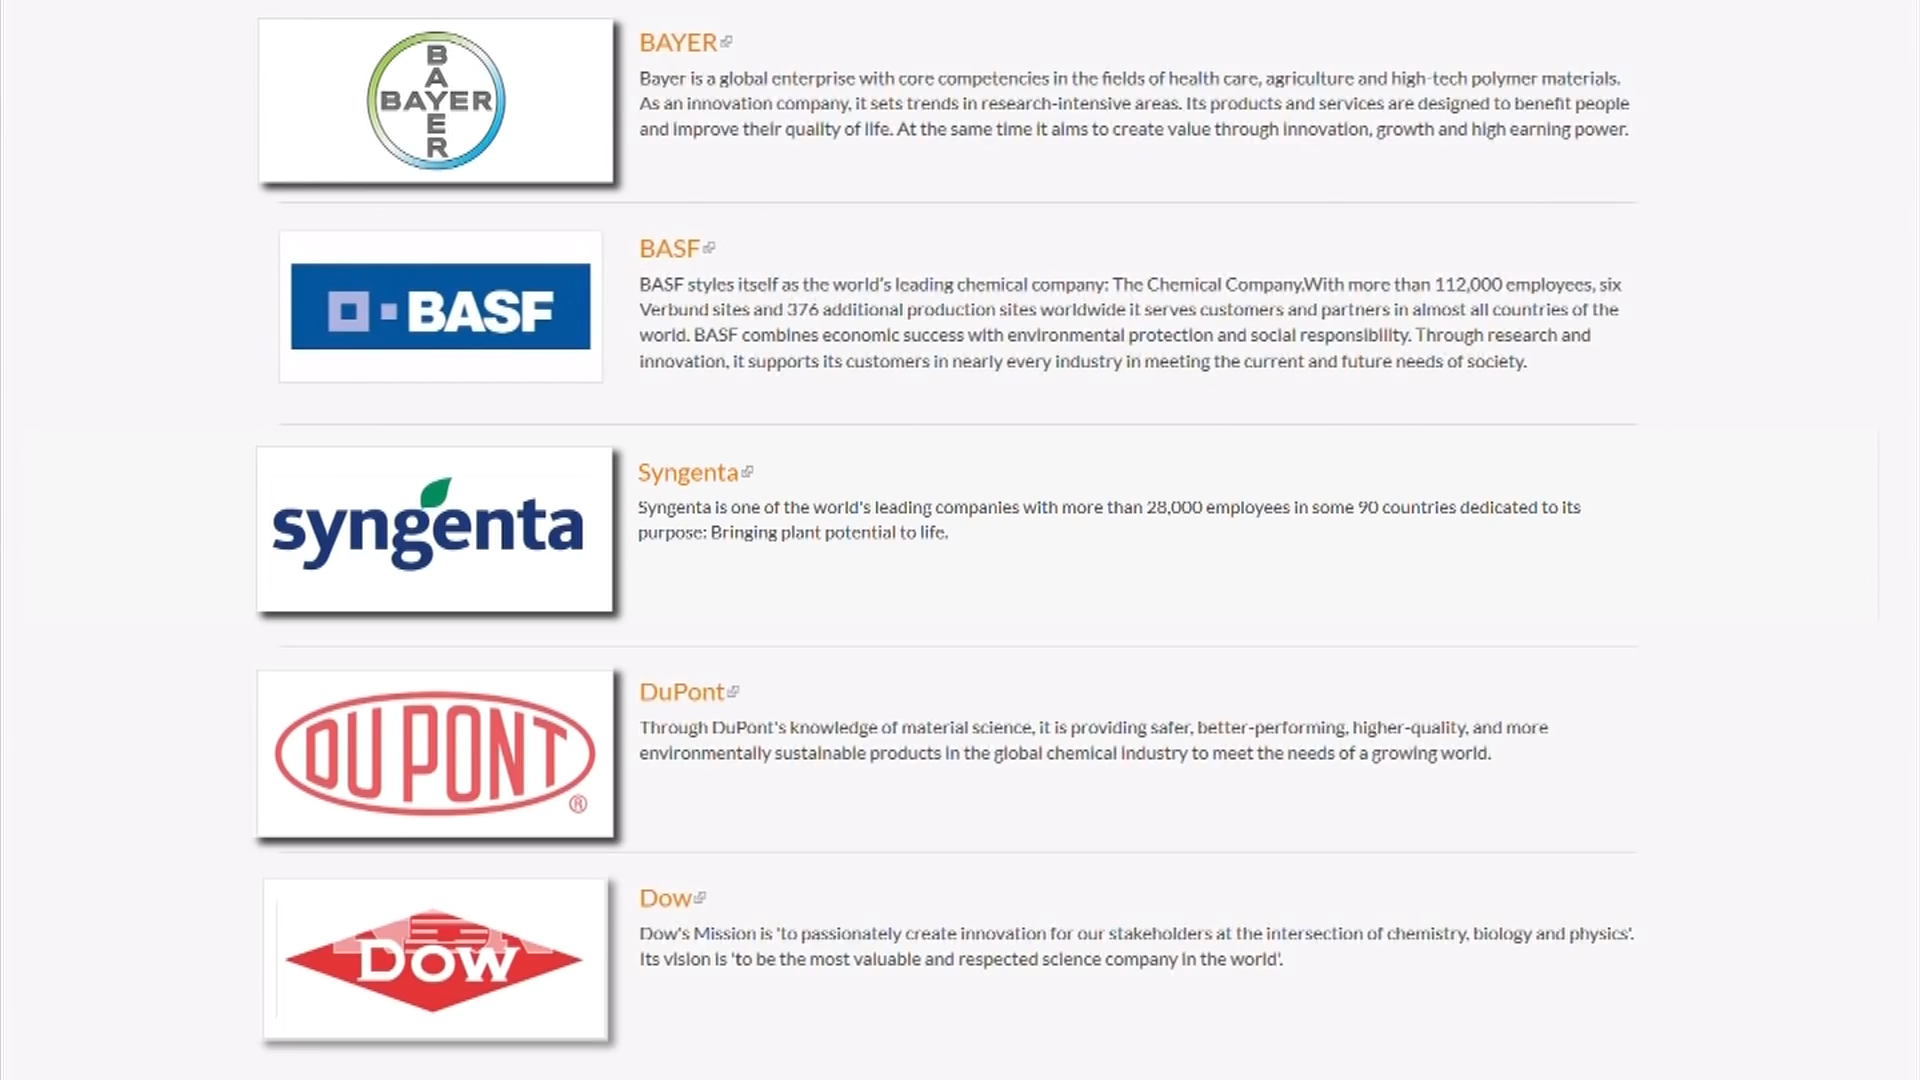 BAYER
BAYER
BAYER
Bayer is a global enterprise with core competencies in the fields of health care, agriculture and high-tech polymer materials.
As an innovation company, it sets trends in research-intensive areas. Its products and services are designed to benefit people
and improve their quality of life. At the same time it aims to create value through innovation, growth and high earning power.
BASF
BASF
BASF styles itself as the world's leading chemical company: The Chemical Company.With more than 112,000 employees, six
Verbund sites and 376 additional production sites worldwide it serves customers and partners in almost all countries of the
world. BASF combines economic success with environmental protection and social responsibility. Through research and
innovation, it supports its customers in nearly every industry in meeting the current and future needs of society.
syngenta
Syngenta
Syngenta is one of the world's leading companies with more than 28,000 employees in some 90 countries dedicated to its
purpose: Bringing plant potential to life.
DU PONT®
DuPont
Through DuPont's knowledge of material science, it is providing safer, better-performing, higher-quality, and more
environmentally sustainable products in the global chemical industry to meet the needs of a growing world.
Dow
Dow
Dow's Mission is 'to passionately create innovation for our stakeholders at the intersection of chemistry, biology and physics'.
Its vision is 'to be the most valuable and respected science company in the world'.